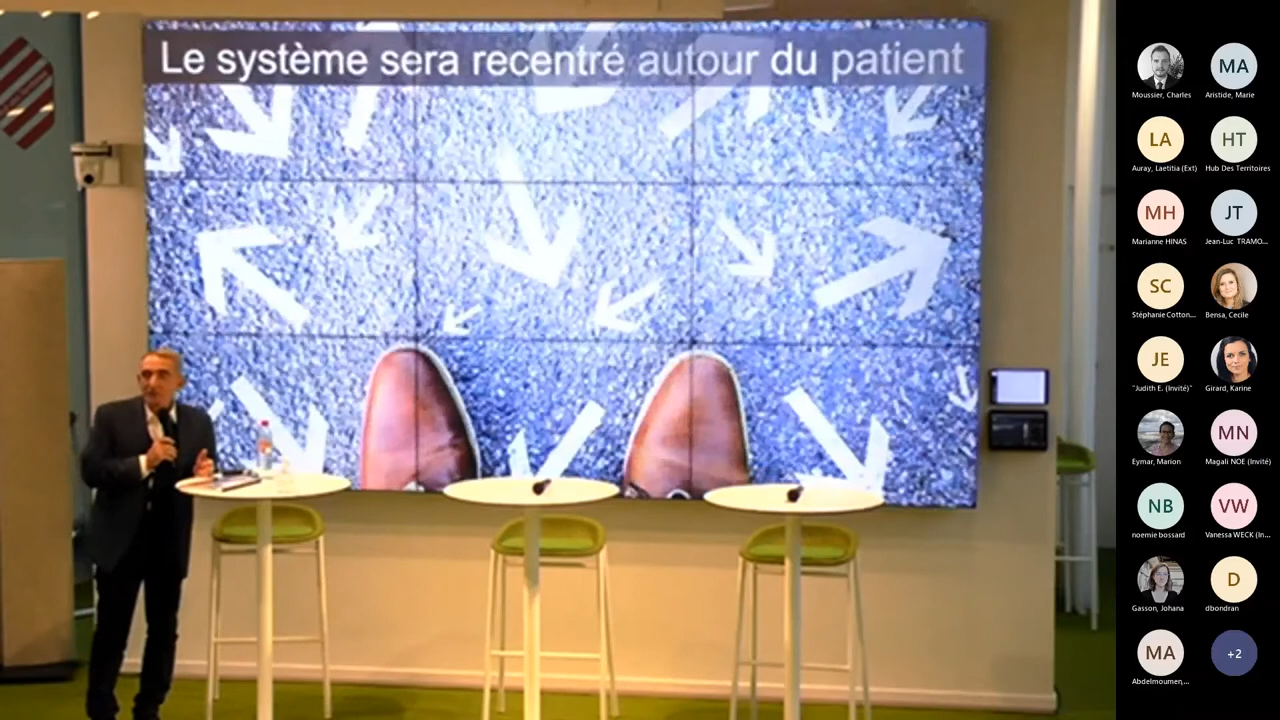 Le système sera recentré autour du patient
Moussier, Charles
MA
Aristide, Marie
LA
Auray, Laetitia (Ext)
HT
Hub Des Territoires
MH
Marianne HINAS
JT
Jean-Luc TRAMO...
SC
Stéphanie Cotton...
Bensa, Cecile
JE
"Judith E. (Invité)"
Girard, Karine
Eymar, Marion
MN
Magali NOE (Invité)
NB
noemie bossard
VW
Vanessa WECK (In...
Gasson, Johana
D
dbondran
MA
Abdelmoumen,...
+2